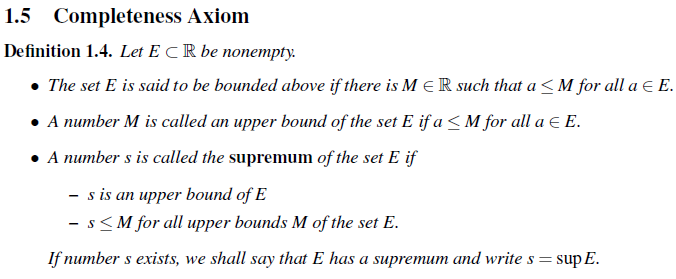 1.5 Completeness Axiom
Definition 1.4. Let E ⊂ ℝ be nonempty.
• The set E is said to be bounded above if there is M ∈ ℝ such that a ≤ M for all a ∈ E.
• A number M is called an upper bound of the set E if a ≤ M for all a ∈ E.
• A number s is called the supremum of the set E if
– s is an upper bound of E
– s ≤ M for all upper bounds M of the set E.
If number s exists, we shall say that E has a supremum and write s = sup E.